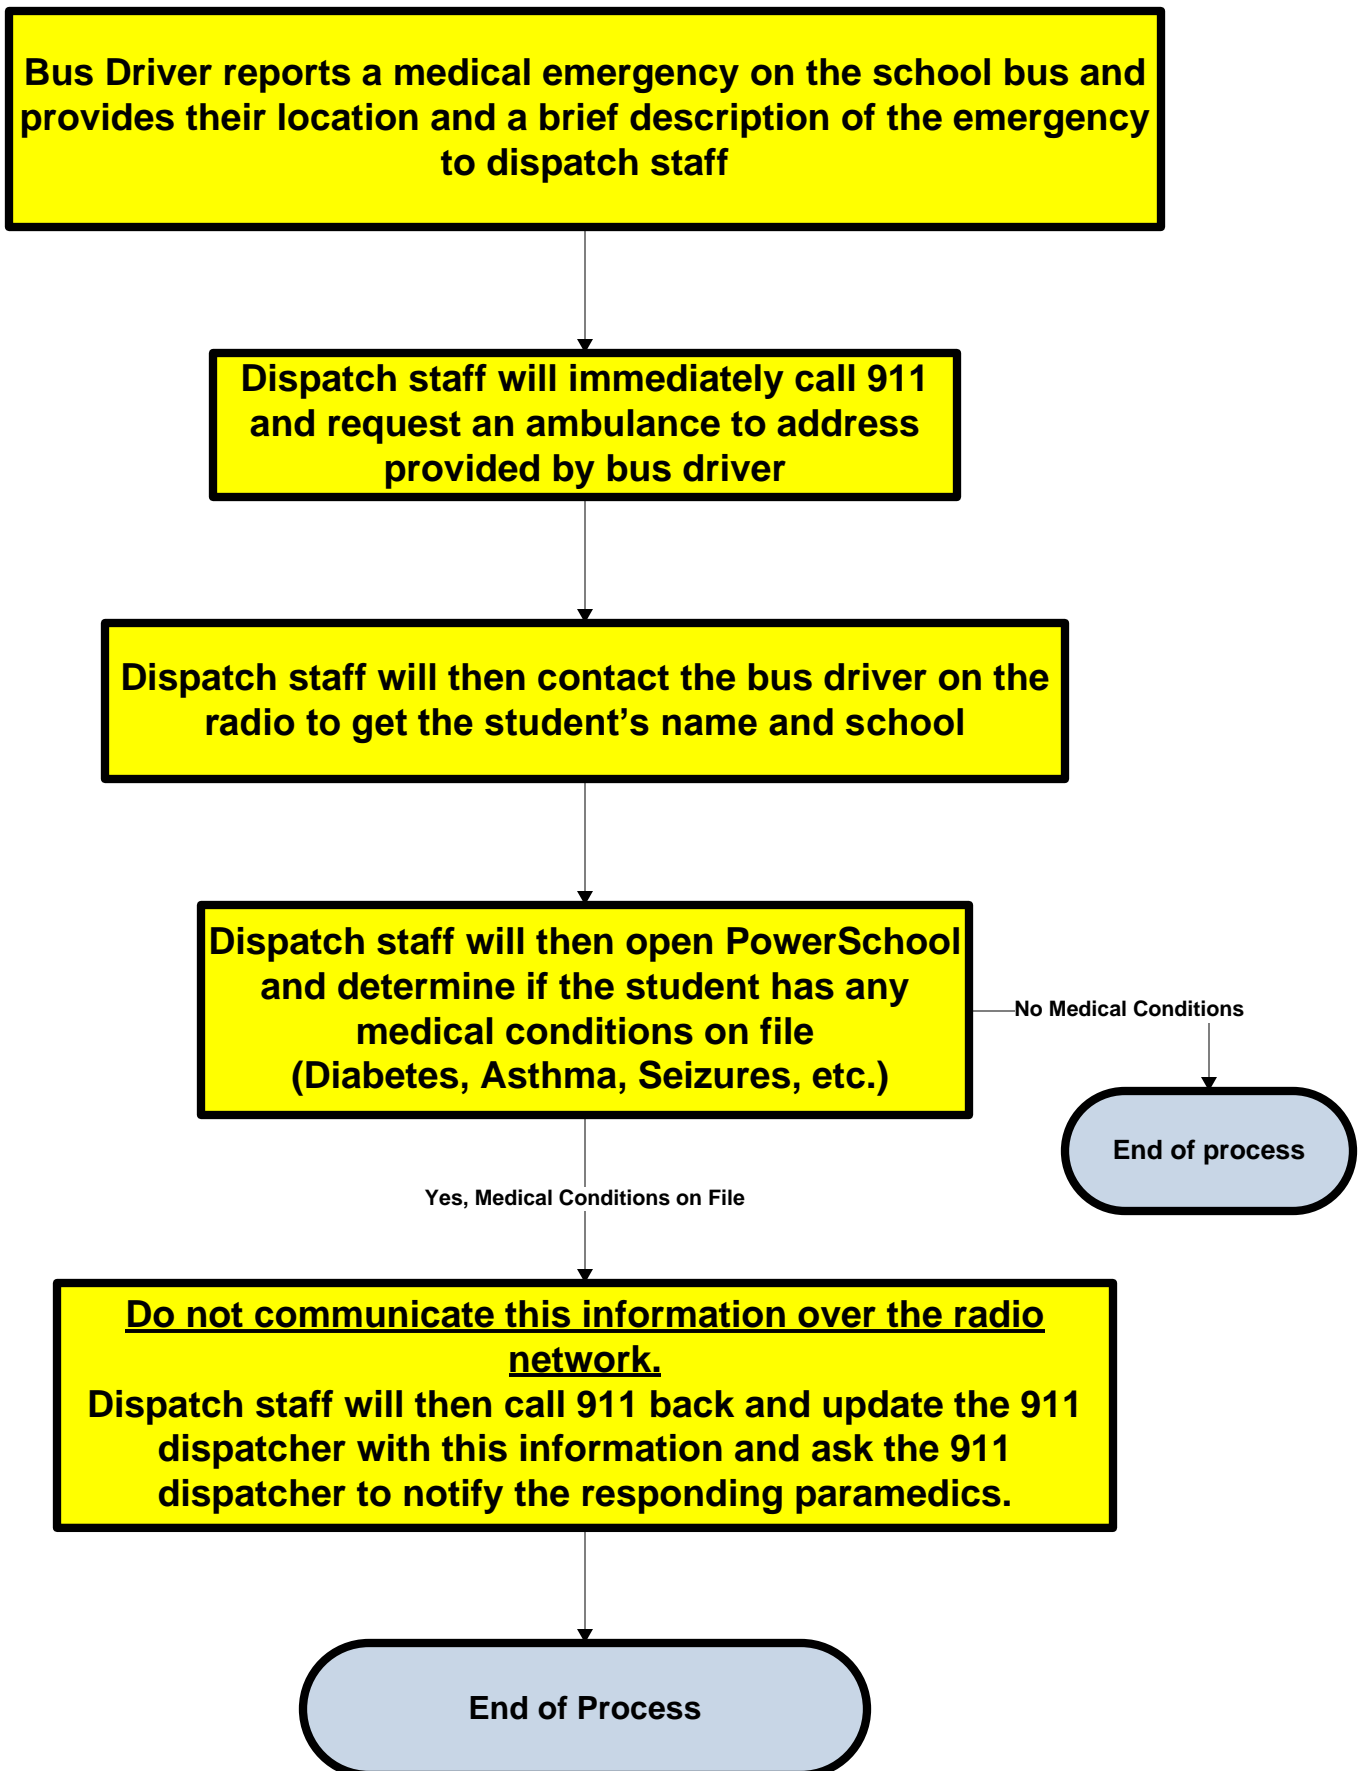 Bus Driver reports a medical emergency on the school bus and
provides their location and a brief description of the emergency
to dispatch staff
Dispatch staff will immediately call 911
and request an ambulance to address
provided by bus driver
Dispatch staff will then contact the bus driver on the
radio to get the student’s name and school
Dispatch staff will then open PowerSchool
and determine if the student has any
medical conditions on file
(Diabetes, Asthma, Seizures, etc.)
No Medical Conditions
End of process
Yes, Medical Conditions on File
Do not communicate this information over the radio
network.
Dispatch staff will then call 911 back and update the 911
dispatcher with this information and ask the 911
dispatcher to notify the responding paramedics.
End of Process